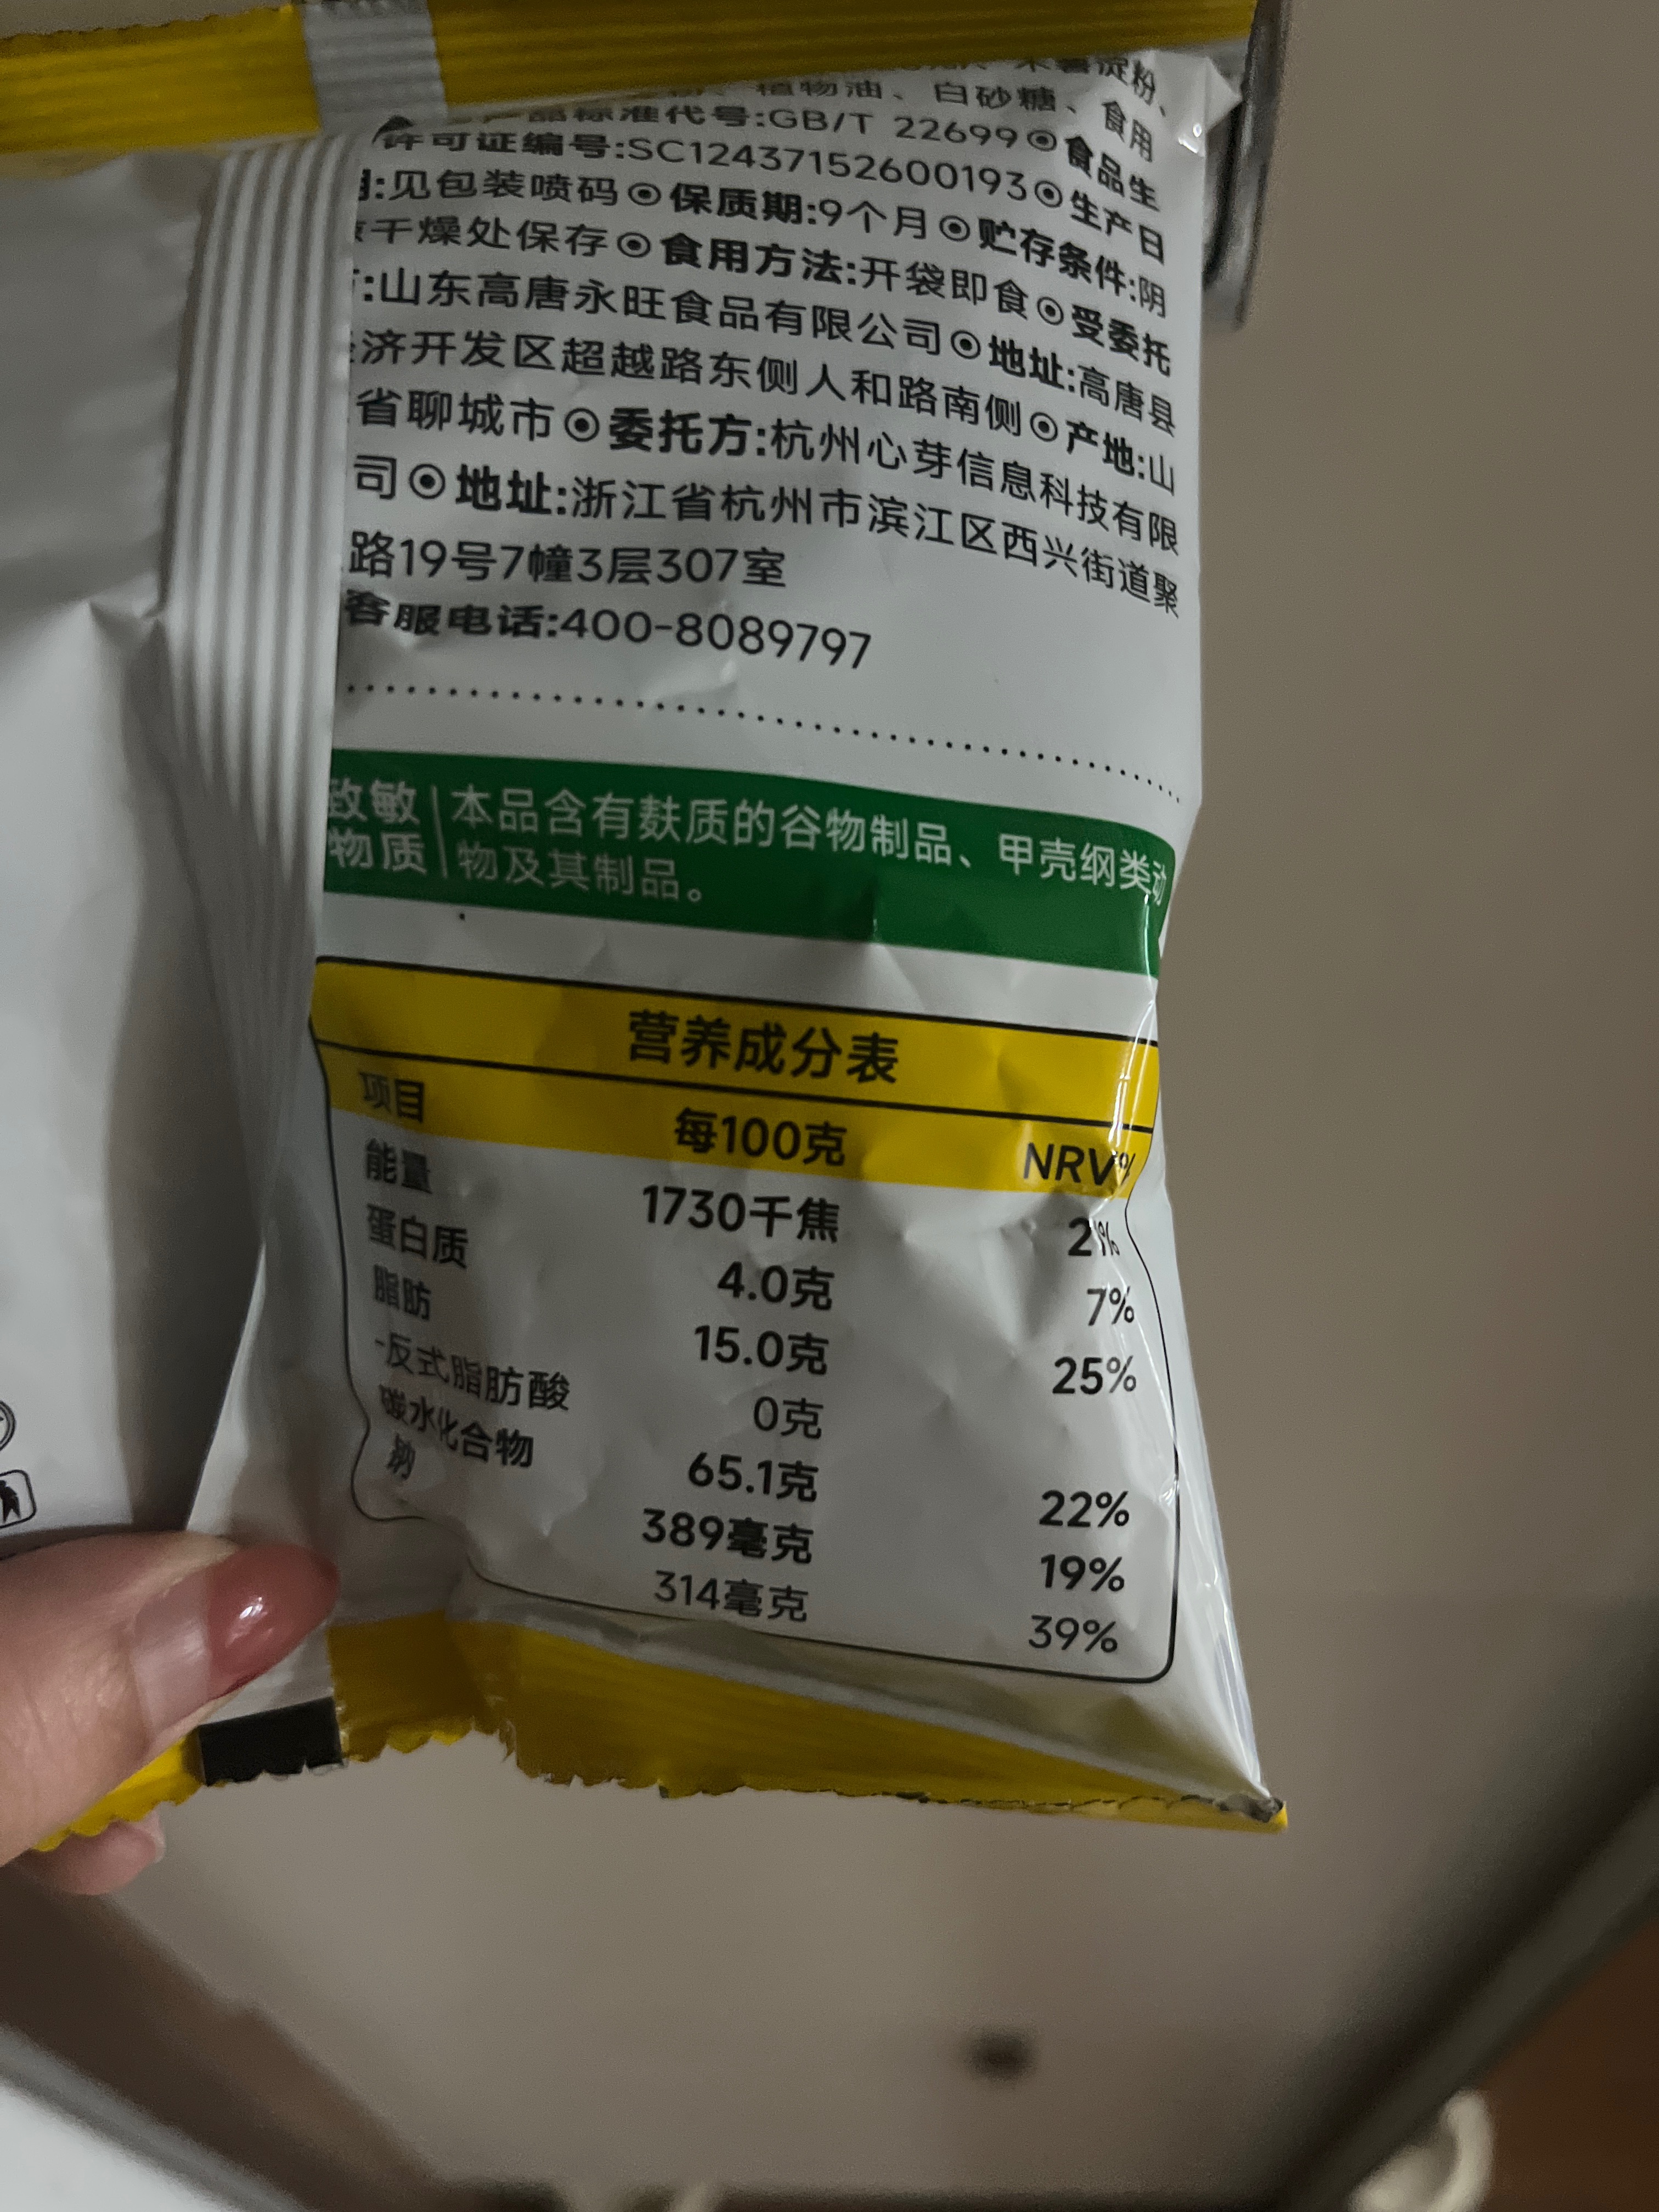 植物油、白砂糖、食用
产品标准代号:GB/T 22699◉食品生
许可证编号:SC12437152600193◉生产日
:见包装喷码◉保质期:9个月◉贮存条件:阴
干燥处保存◉食用方法:开袋即食◉受委托
:山东高唐永旺食品有限公司◉地址:高唐县
济开发区超越路东侧人和路南侧◉产地:山
省聊城市◉委托方:杭州心芽信息科技有限
司◉地址:浙江省杭州市滨江区西兴街道聚
路19号7幢3层307室
客服电话:400-8089797
致敏物质
本品含有麸质的谷物制品、甲壳纲类动
物及其制品。
营养成分表
项目 每100克 NRV%
能量 1730千焦
蛋白质 4.0克 7%
脂肪 15.0克 25%
-反式脂肪酸 0克
碳水化合物 65.1克 22%
钠 389毫克 19%
314毫克 39%